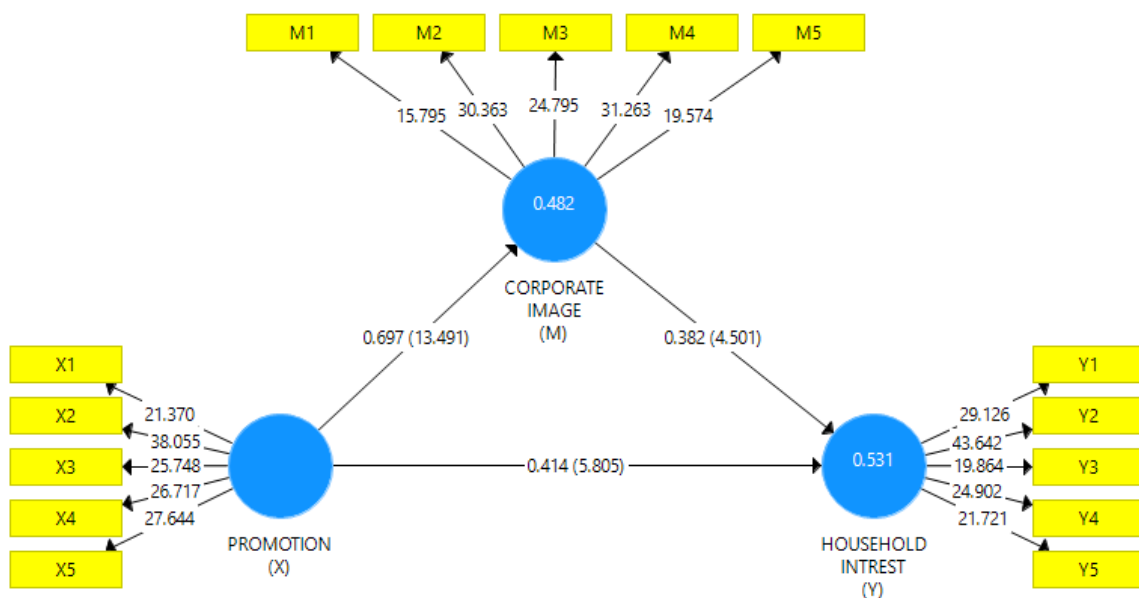 M1
M2
M3
M4
M5
15.795
30.363
24.795
31.263
19.574
0.482
CORPORATE
IMAGE
(M)
0.697 (13.491)
0.382 (4.501)
X1
X2
X3
X4
X5
21.370
38.055
25.748
26.717
27.644
PROMOTION
(X)
0.414 (5.805)
0.531
HOUSEHOLD
INTREST
(Y)
29.126
43.642
19.864
24.902
21.721
Y1
Y2
Y3
Y4
Y5